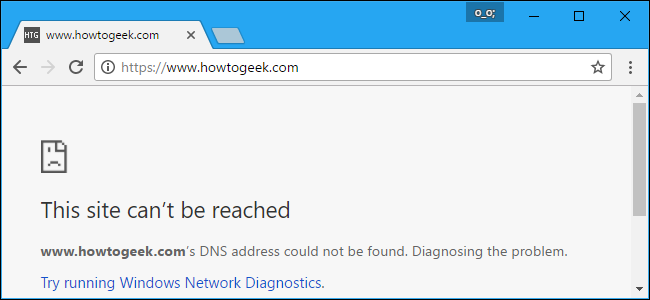 o_o;
HTG www.howtogeek.com
https://www.howtogeek.com
This site can’t be reached
www.howtogeek.com’s DNS address could not be found. Diagnosing the problem.
Try running Windows Network Diagnostics.